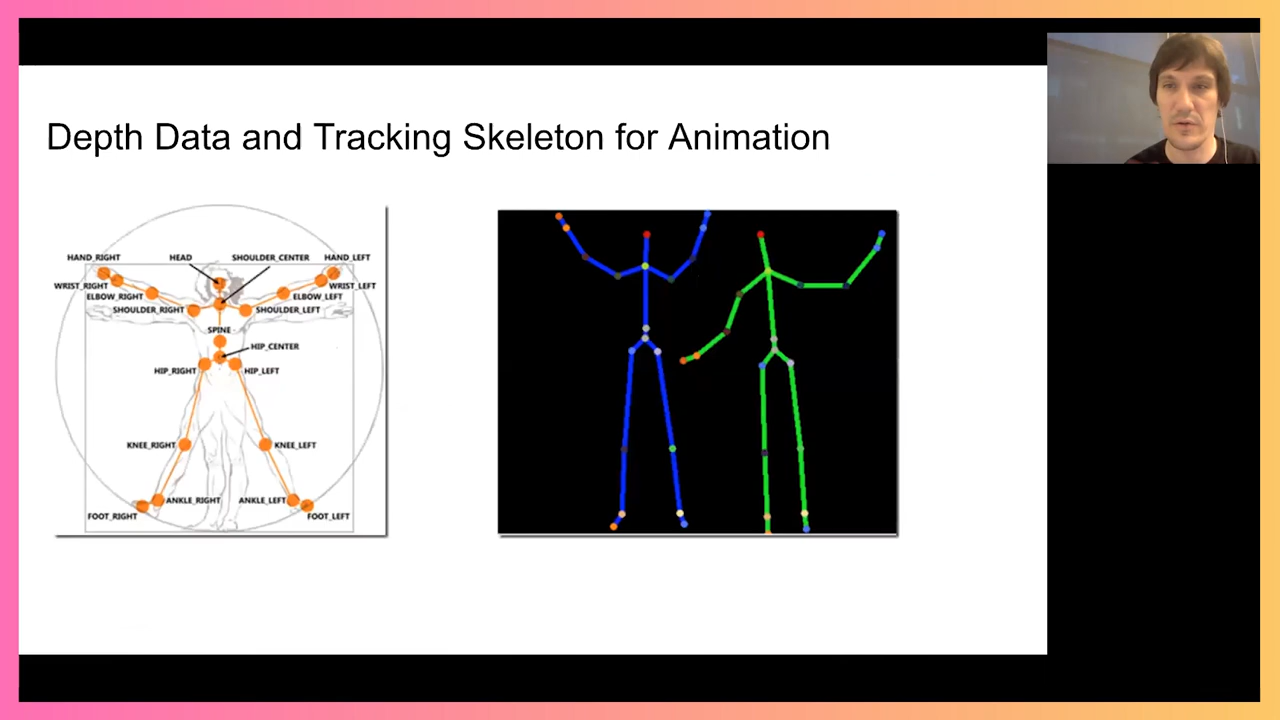 Depth Data and Tracking Skeleton for Animation
HAND_RIGHT
HEAD
SHOULDER_CENTER
HAND_LEFT
WRIST_RIGHT
WRIST_LEFT
ELBOW_RIGHT
ELBOW_LEFT
SHOULDER_RIGHT
SHOULDER_LEFT
SPINE
HIP_CENTER
HIP_RIGHT
HIP_LEFT
KNEE_RIGHT
KNEE_LEFT
ANKLE_RIGHT
ANKLE_LEFT
FOOT_RIGHT
FOOT_LEFT